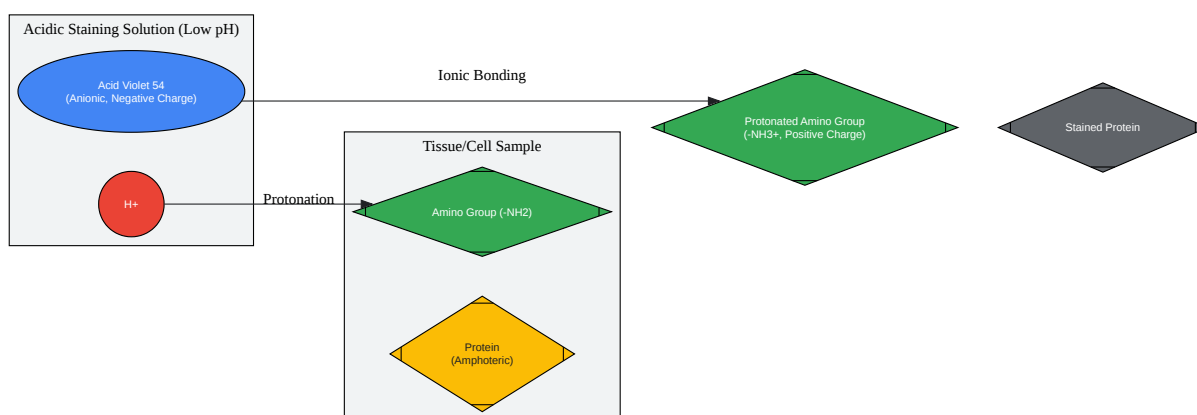 Acidic Staining Solution (Low pH)
Acid Violet 54
(Anionic, Negative Charge)
H+
Ionic Bonding
Protonation
Tissue/Cell Sample
Amino Group (-NH2)
Protein
(Amphoteric)
Protonated Amino Group
(-NH3+, Positive Charge)
Stained Protein